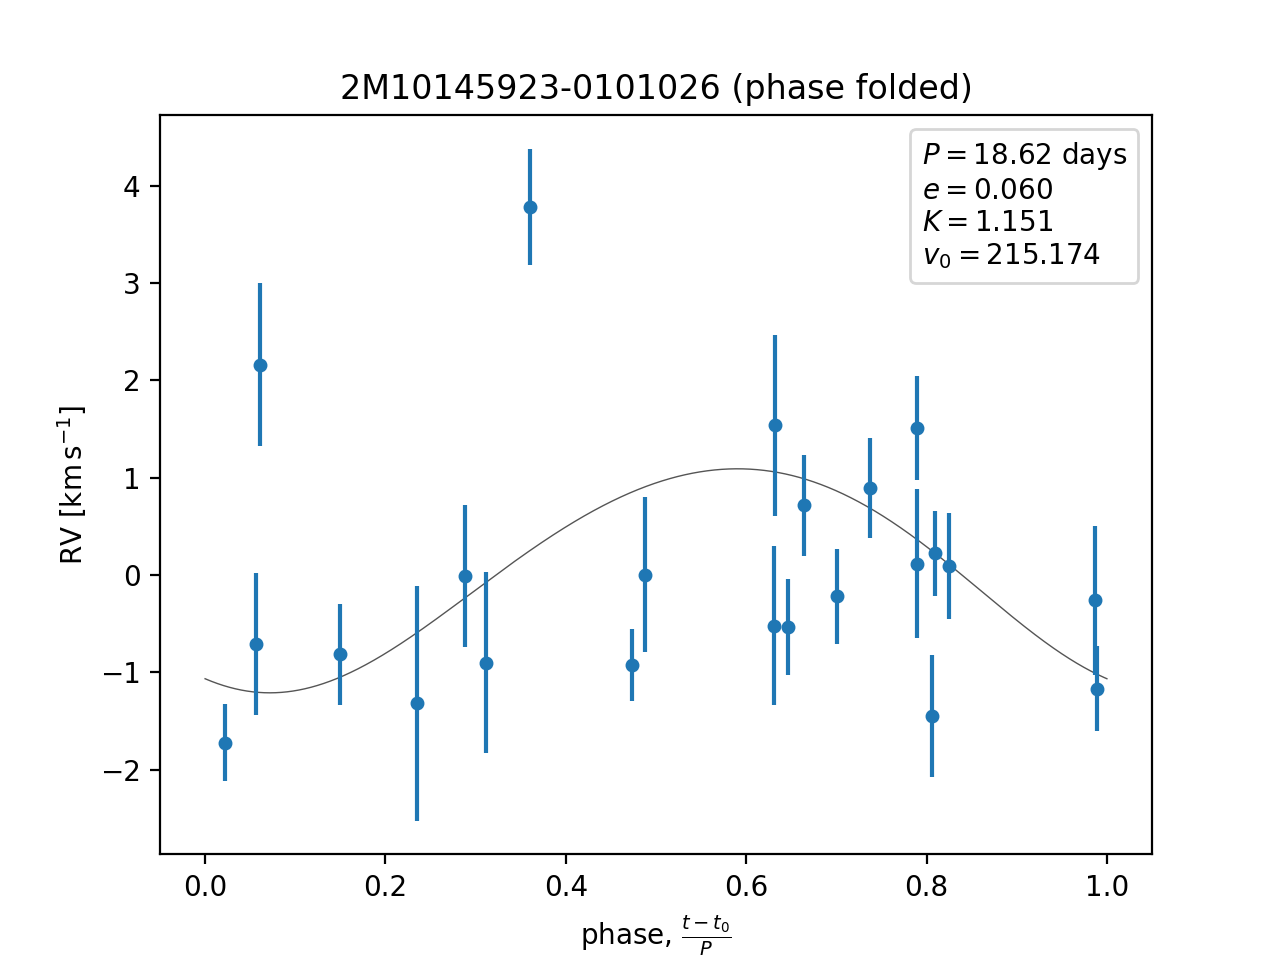 2M10145923-0101026 (phase folded)
P = 18.62 days
e = 0.060
K = 1.151
v₀ = 215.174
RV [km s⁻¹]
4
3
2
1
0
−1
−2
0.0 0.2 0.4 0.6 0.8 1.0
phase, (t − t₀)/P